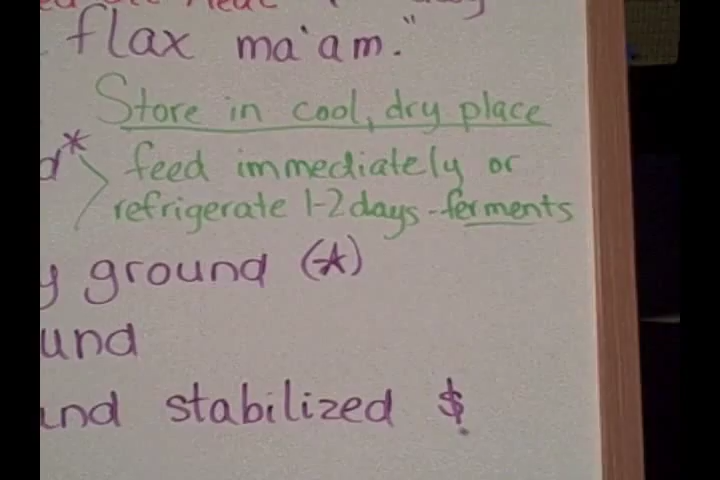 flax ma'am."
Store in cool, dry place
d* feed immediately or
refrigerate 1-2 days - ferments
y ground (*)
und
und stabilized $